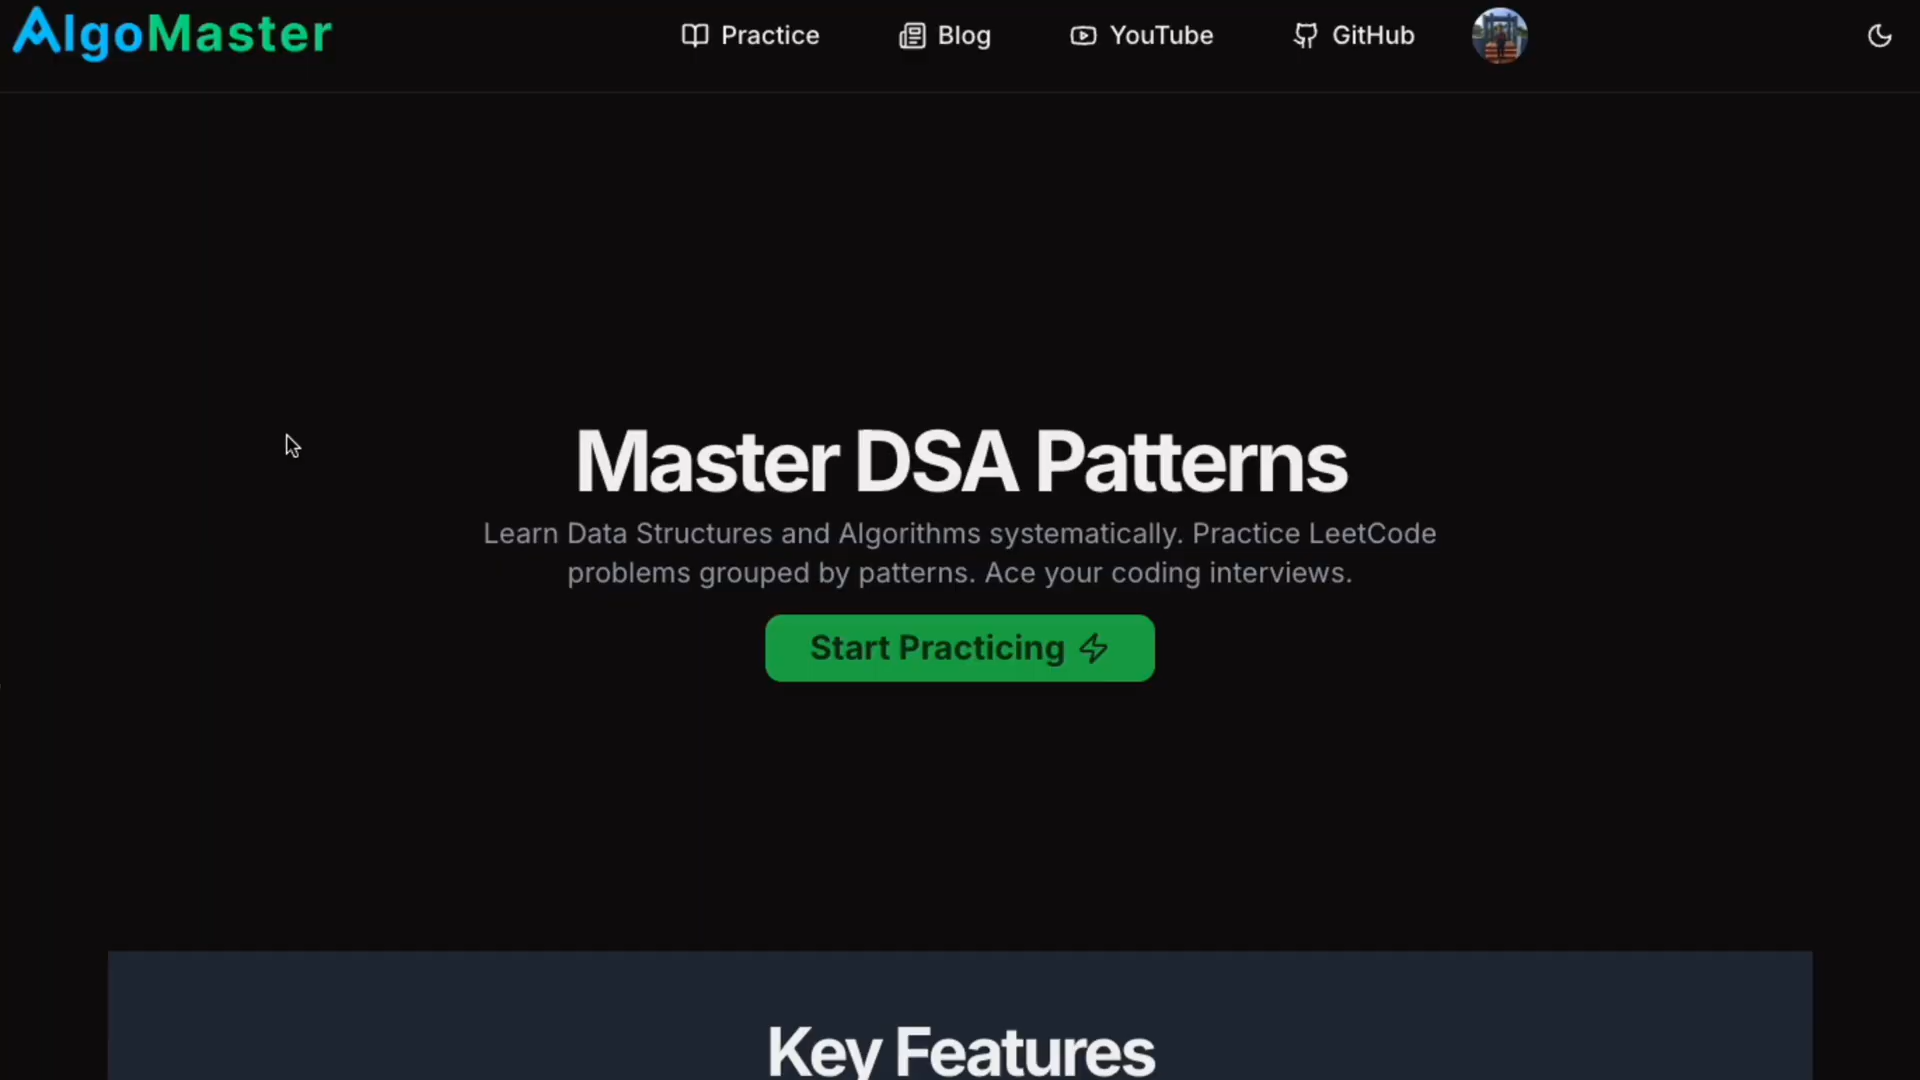 AlgoMaster
Practice
Blog
YouTube
GitHub
Master DSA Patterns
Learn Data Structures and Algorithms systematically. Practice LeetCode
problems grouped by patterns. Ace your coding interviews.
Start Practicing
Key Features